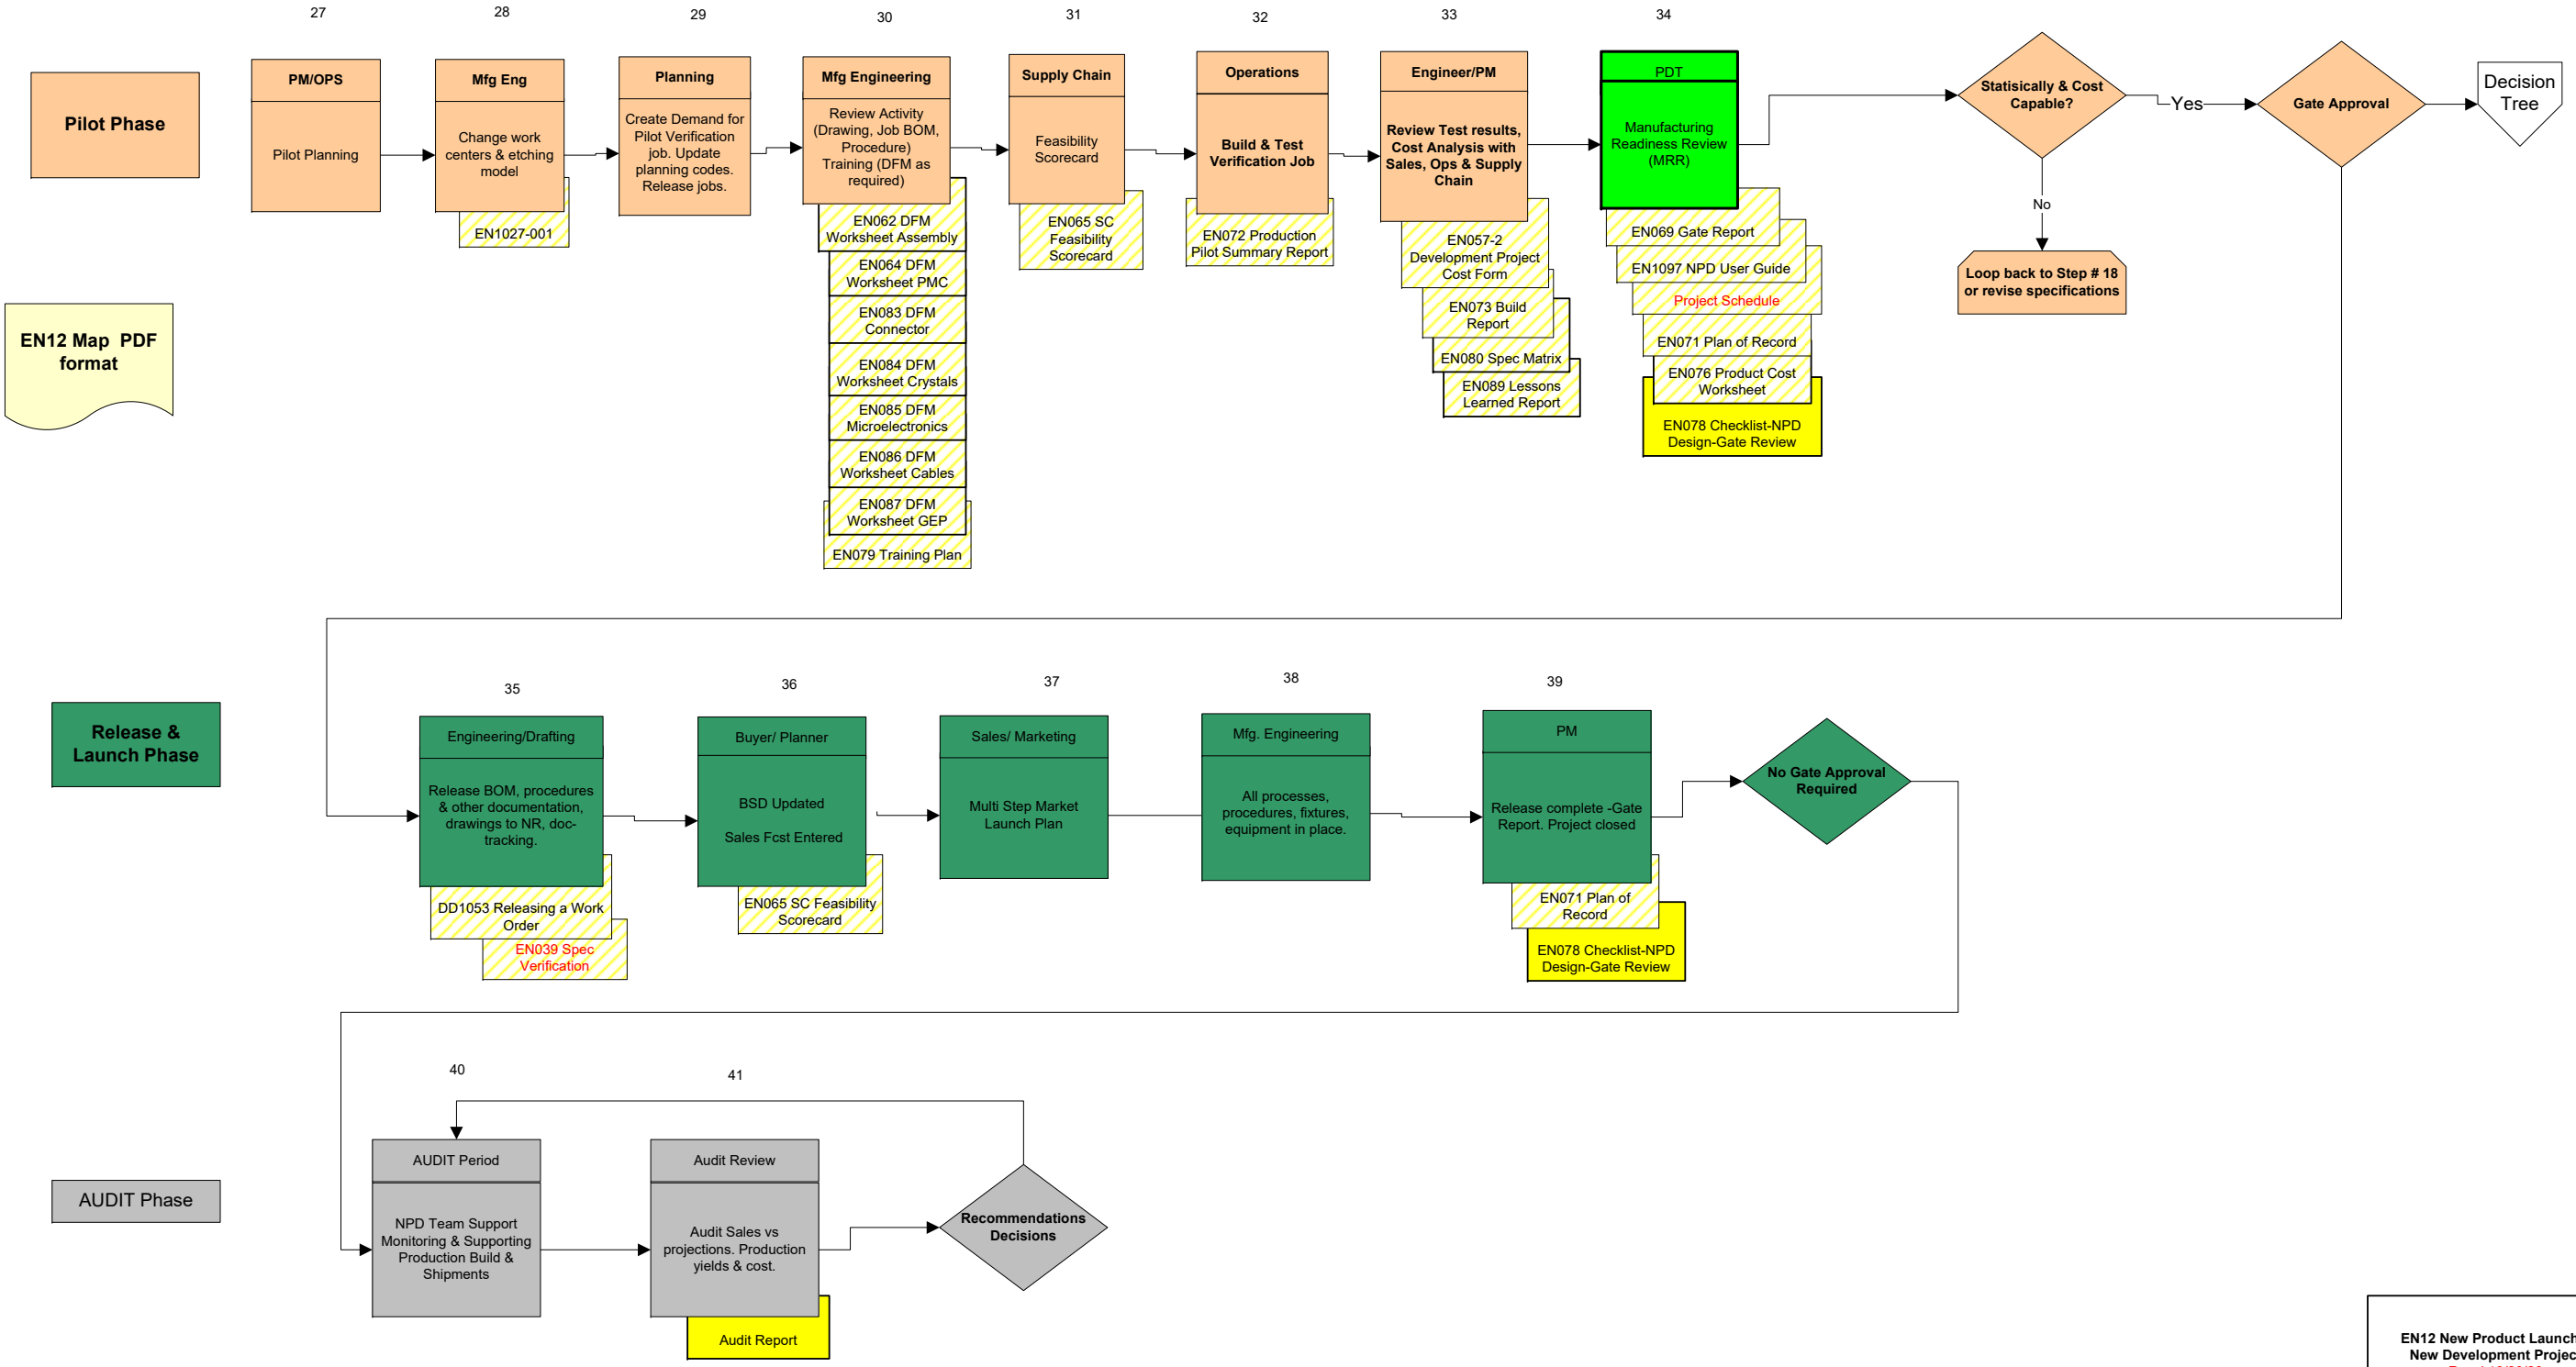 27
28
29
30
31
32
33
34
Pilot Phase
PM/OPS
Pilot Planning
Mfg Eng
Change work
centers & etching
model
EN1027-001
Planning
Create Demand for
Pilot Verification
job. Update
planning codes.
Release jobs.
Mfg Engineering
Review Activity
(Drawing, Job BOM,
Procedure)
Training (DFM as
required)
EN062 DFM
Worksheet Assembly
EN064 DFM
Worksheet PMC
EN083 DFM
Connector
EN084 DFM
Worksheet Crystals
EN085 DFM
Microelectronics
EN086 DFM
Worksheet Cables
EN087 DFM
Worksheet GEP
EN079 Training Plan
Supply Chain
Feasibility
Scorecard
EN065 SC
Feasibility
Scorecard
Operations
Build & Test
Verification Job
EN072 Production
Pilot Summary Report
Engineer/PM
Review Test results,
Cost Analysis with
Sales, Ops & Supply
Chain
EN057-2
Development Project
Cost Form
EN073 Build
Report
EN080 Spec Matrix
EN089 Lessons
Learned Report
PDT
Manufacturing
Readiness Review
(MRR)
EN069 Gate Report
EN1097 NPD User Guide
Project Schedule
EN071 Plan of Record
EN076 Product Cost
Worksheet
EN078 Checklist-NPD
Design-Gate Review
Statisically & Cost
Capable?
Yes
No
Loop back to Step # 18
or revise specifications
Gate Approval
Decision
Tree
EN12 Map PDF
format
35
36
37
38
39
Release &
Launch Phase
Engineering/Drafting
Release BOM, procedures
& other documentation,
drawings to NR, doc-
tracking.
DD1053 Releasing a Work
Order
EN039 Spec
Verification
Buyer/ Planner
BSD Updated
Sales Fcst Entered
EN065 SC Feasibility
Scorecard
Sales/ Marketing
Multi Step Market
Launch Plan
Mfg. Engineering
All processes,
procedures, fixtures,
equipment in place.
PM
Release complete -Gate
Report. Project closed
EN071 Plan of
Record
EN078 Checklist-NPD
Design-Gate Review
No Gate Approval
Required
40
41
AUDIT Phase
AUDIT Period
NPD Team Support
Monitoring & Supporting
Production Build &
Shipments
Audit Review
Audit Sales vs
projections. Production
yields & cost.
Audit Report
Recommendations
Decisions
EN12 New Product Launch
New Development Projec